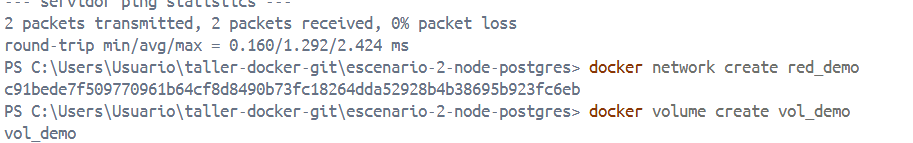 --- servidor ping statistics ---
2 packets transmitted, 2 packets received, 0% packet loss
round-trip min/avg/max = 0.160/1.292/2.424 ms
PS C:\Users\Usuario\taller-docker-git\escenario-2-node-postgres> docker network create red_demo
c91bede7f509770961b64cf8d8490b73fc18264dda52928b4b38695b923fc6eb
PS C:\Users\Usuario\taller-docker-git\escenario-2-node-postgres> docker volume create vol_demo
vol_demo